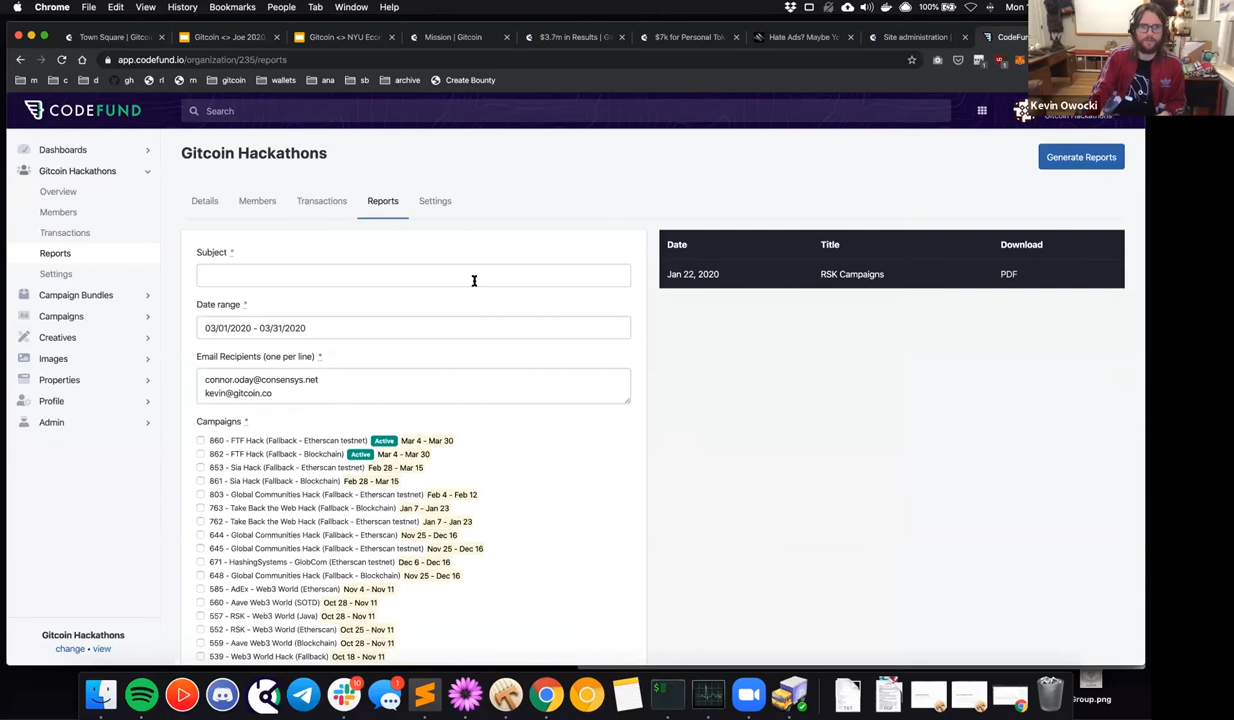 Chrome File Edit View History Bookmarks People Tab Window Help
100%
Mon
Town Square | Gitcoi
Gitcoin <> Joe 2020
Gitcoin <> NYU Eco
Mission | Gitcoin
$3.7m in Results | Gi
$7k for Personal Tok
Hate Ads? Maybe Yo
Site administration |
CodeFun
app.codefund.io/organization/235/reports
m
c
d
gh
rl
rn
gitcoin
wallets
ana
sb
archive
Create Bounty
Kevin Owocki
CODEFUND
Search
Gitcoin Hackathons
Generate Reports
Dashboards
Gitcoin Hackathons
Overview
Members
Transactions
Reports
Settings
Campaign Bundles
Campaigns
Creatives
Images
Properties
Profile
Admin
Gitcoin Hackathons
change - view
Details
Members
Transactions
Reports
Settings
Subject *
Date range *
03/01/2020 - 03/31/2020
Email Recipients (one per line) *
connor.oday@consensys.net
kevin@gitcoin.co
Campaigns *
860 - FTF Hack (Fallback - Etherscan testnet) Active Mar 4 - Mar 30
862 - FTF Hack (Fallback - Blockchain) Active Mar 4 - Mar 30
853 - Sia Hack (Fallback - Etherscan testnet) Feb 28 - Mar 15
861 - Sia Hack (Fallback - Blockchain) Feb 28 - Mar 15
803 - Global Communities Hack (Fallback - Etherscan testnet) Feb 4 - Feb 12
763 - Take Back the Web Hack (Fallback - Blockchain) Jan 7 - Jan 23
762 - Take Back the Web Hack (Fallback - Etherscan testnet) Jan 7 - Jan 23
644 - Global Communities Hack (Fallback - Etherscan) Nov 25 - Dec 16
645 - Global Communities Hack (Fallback - Etherscan testnet) Nov 25 - Dec 16
671 - HashingSystems - GlobCom (Etherscan testnet) Dec 6 - Dec 16
648 - Global Communities Hack (Fallback - Blockchain) Nov 25 - Dec 16
585 - AdEx - Web3 World (Etherscan) Nov 4 - Nov 11
560 - Aave Web3 World (SOTD) Oct 28 - Nov 11
557 - RSK - Web3 World (Java) Oct 28 - Nov 11
552 - RSK - Web3 World (Etherscan) Oct 25 - Nov 11
559 - Aave Web3 World (Blockchain) Oct 28 - Nov 11
539 - Web3 World Hack (Fallback) Oct 18 - Nov 11
Date Title Download
Jan 22, 2020 RSK Campaigns PDF
10
1
Group.png